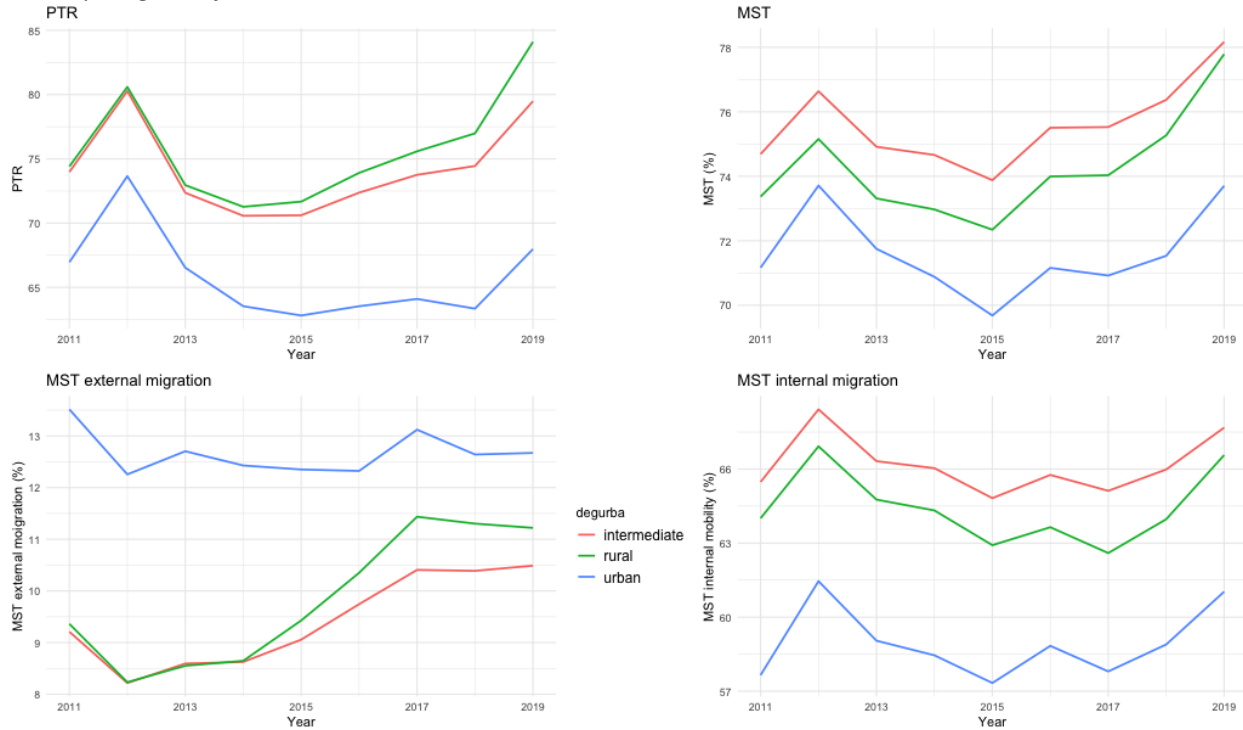 PTR
85
80
75
70
65
PTR
2011 2013 2015 2017 2019
Year
MST
78
76
74
72
70
MST (%)
2011 2013 2015 2017 2019
Year
MST external migration
13
12
11
10
9
8
MST external moigration (%)
2011 2013 2015 2017 2019
Year
degurba
intermediate
rural
urban
MST internal migration
66
63
60
57
MST internal mobility (%)
2011 2013 2015 2017 2019
Year